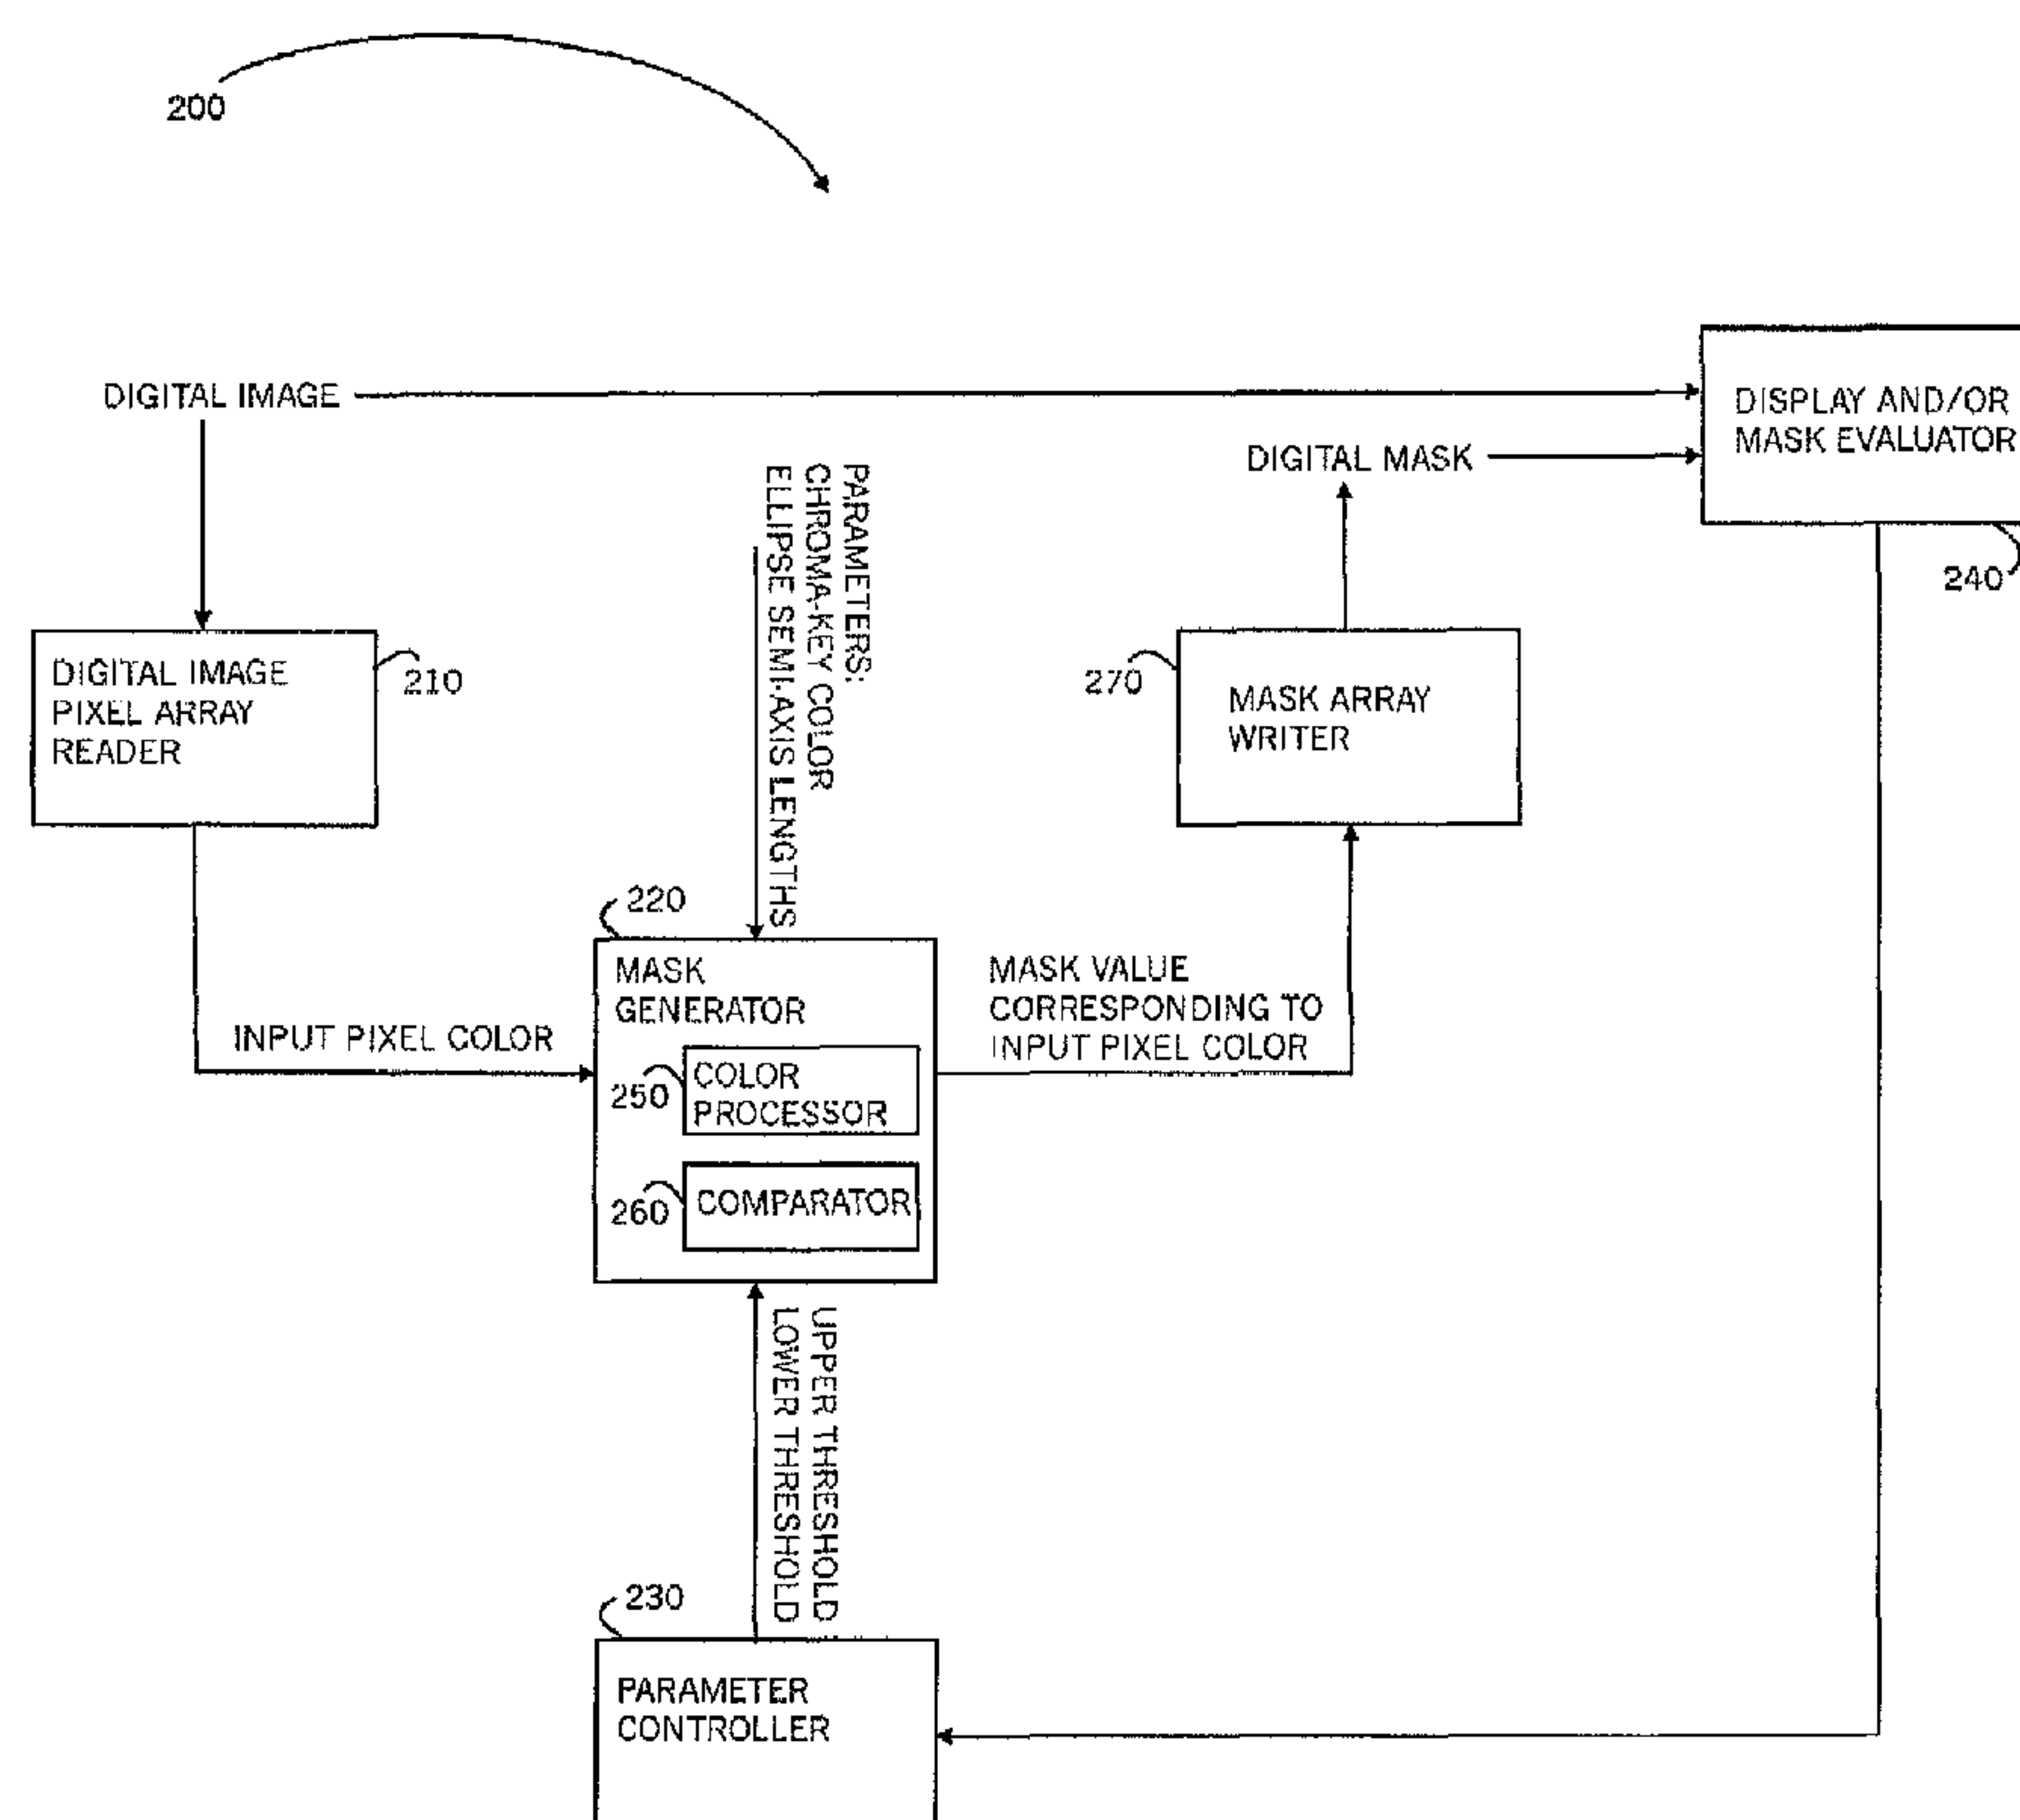 200
DIGITAL IMAGE
DISPLAY AND/OR
MASK EVALUATOR
240
DIGITAL MASK
PARAMETERS:
CHROMA-KEY COLOR
ELLIPSE SEMI-AXIS LENGTHS
DIGITAL IMAGE
PIXEL ARRAY
READER
210
270
MASK ARRAY
WRITER
220
MASK
GENERATOR
INPUT PIXEL COLOR
MASK VALUE
CORRESPONDING TO
INPUT PIXEL COLOR
250
COLOR
PROCESSOR
260
COMPARATOR
UPPER THRESHOLD
LOWER THRESHOLD
230
PARAMETER
CONTROLLER